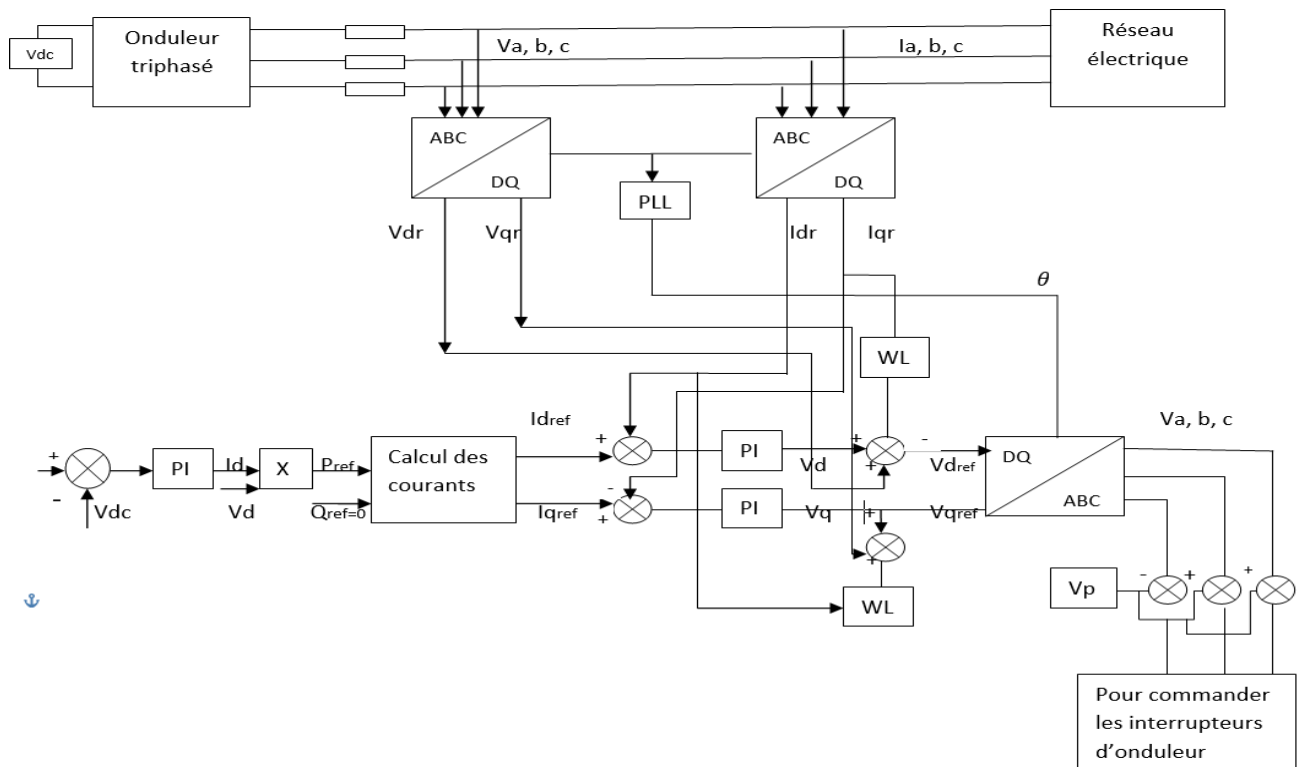 Vdc
Onduleur
triphasé
Va, b, c
Ia, b, c
Réseau
électrique
ABC
DQ
PLL
ABC
DQ
Vdr
Vqr
Idr
Iqr
θ
WL
Idref
Va, b, c
+
-
Vdc
PI
Id
Vd
X
Pref
Qref=0
Calcul des
courants
+
-
Iqref
+
PI
Vd
+
+
-
Vdref
DQ
ABC
PI
Vq
+
+
Vqref
WL
Vp
-
+
+
Pour commander
les interrupteurs
d’onduleur